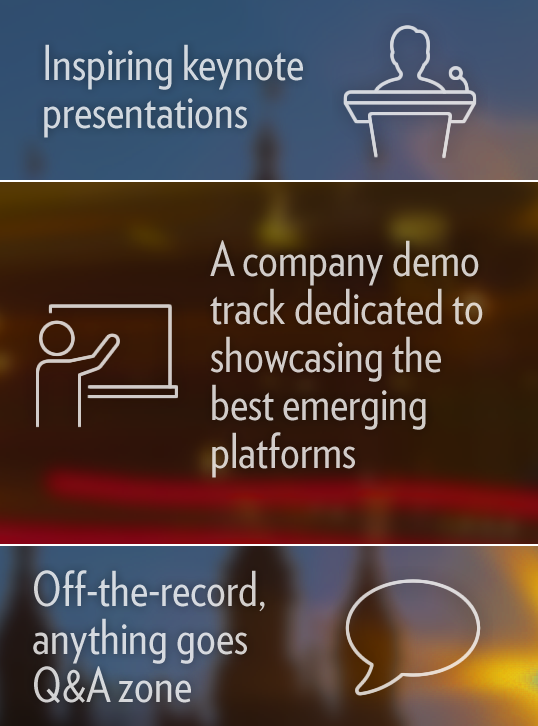 Inspiring keynote
presentations
A company demo
track dedicated to
showcasing the
best emerging
platforms
Off-the-record,
anything goes
Q&A zone